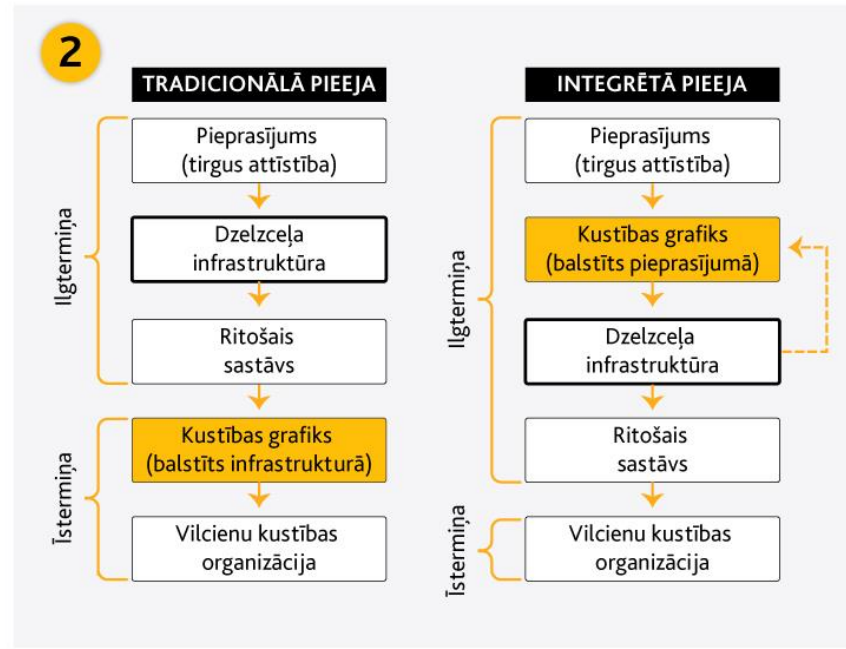 2
TRADICIONĀLĀ PIEEJA
Ilgtermiņa
Pieprasījums
(tirgus attīstība)
Dzelzceļa
infrastruktūra
Ritošais
sastāvs
Īstermiņa
Kustības grafiks
(balstīts infrastrukturā)
Vilcienu kustības
organizācija
INTEGRĒTĀ PIEEJA
Ilgtermiņa
Pieprasījums
(tirgus attīstība)
Kustības grafiks
(balstīts pieprasījumā)
Dzelzceļa
infrastruktūra
Ritošais
sastāvs
Īstermiņa
Vilcienu kustības
organizācija